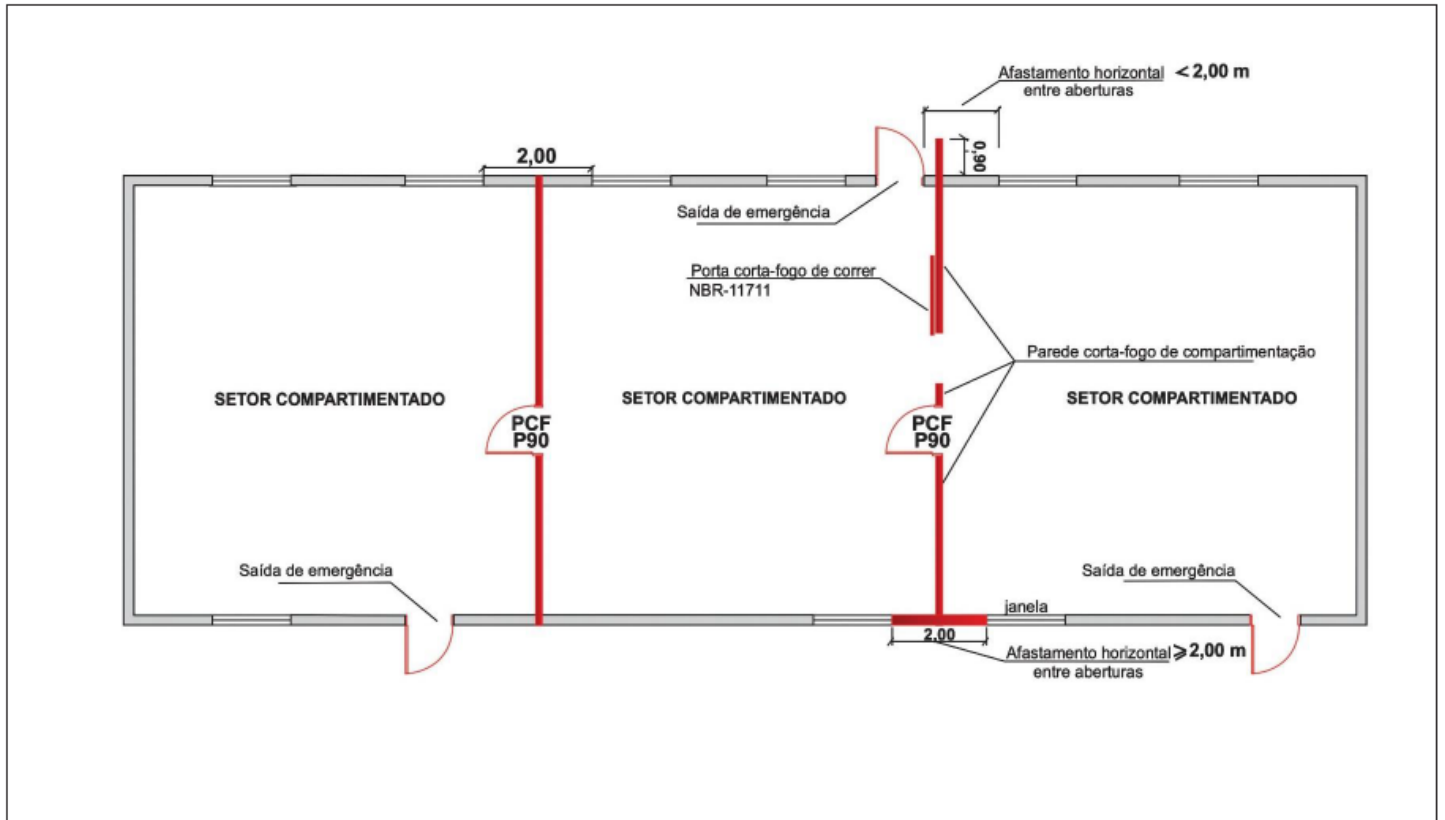 Afastamento horizontal < 2,00 m
entre aberturas
2,00
0,90
Saída de emergência
Porta corta-fogo de correr
NBR-11711
Parede corta-fogo de compartimentação
SETOR COMPARTIMENTADO
SETOR COMPARTIMENTADO
SETOR COMPARTIMENTADO
PCF
P90
PCF
P90
Saída de emergência
Saída de emergência
janela
2,00
Afastamento horizontal ⩾ 2,00 m
entre aberturas